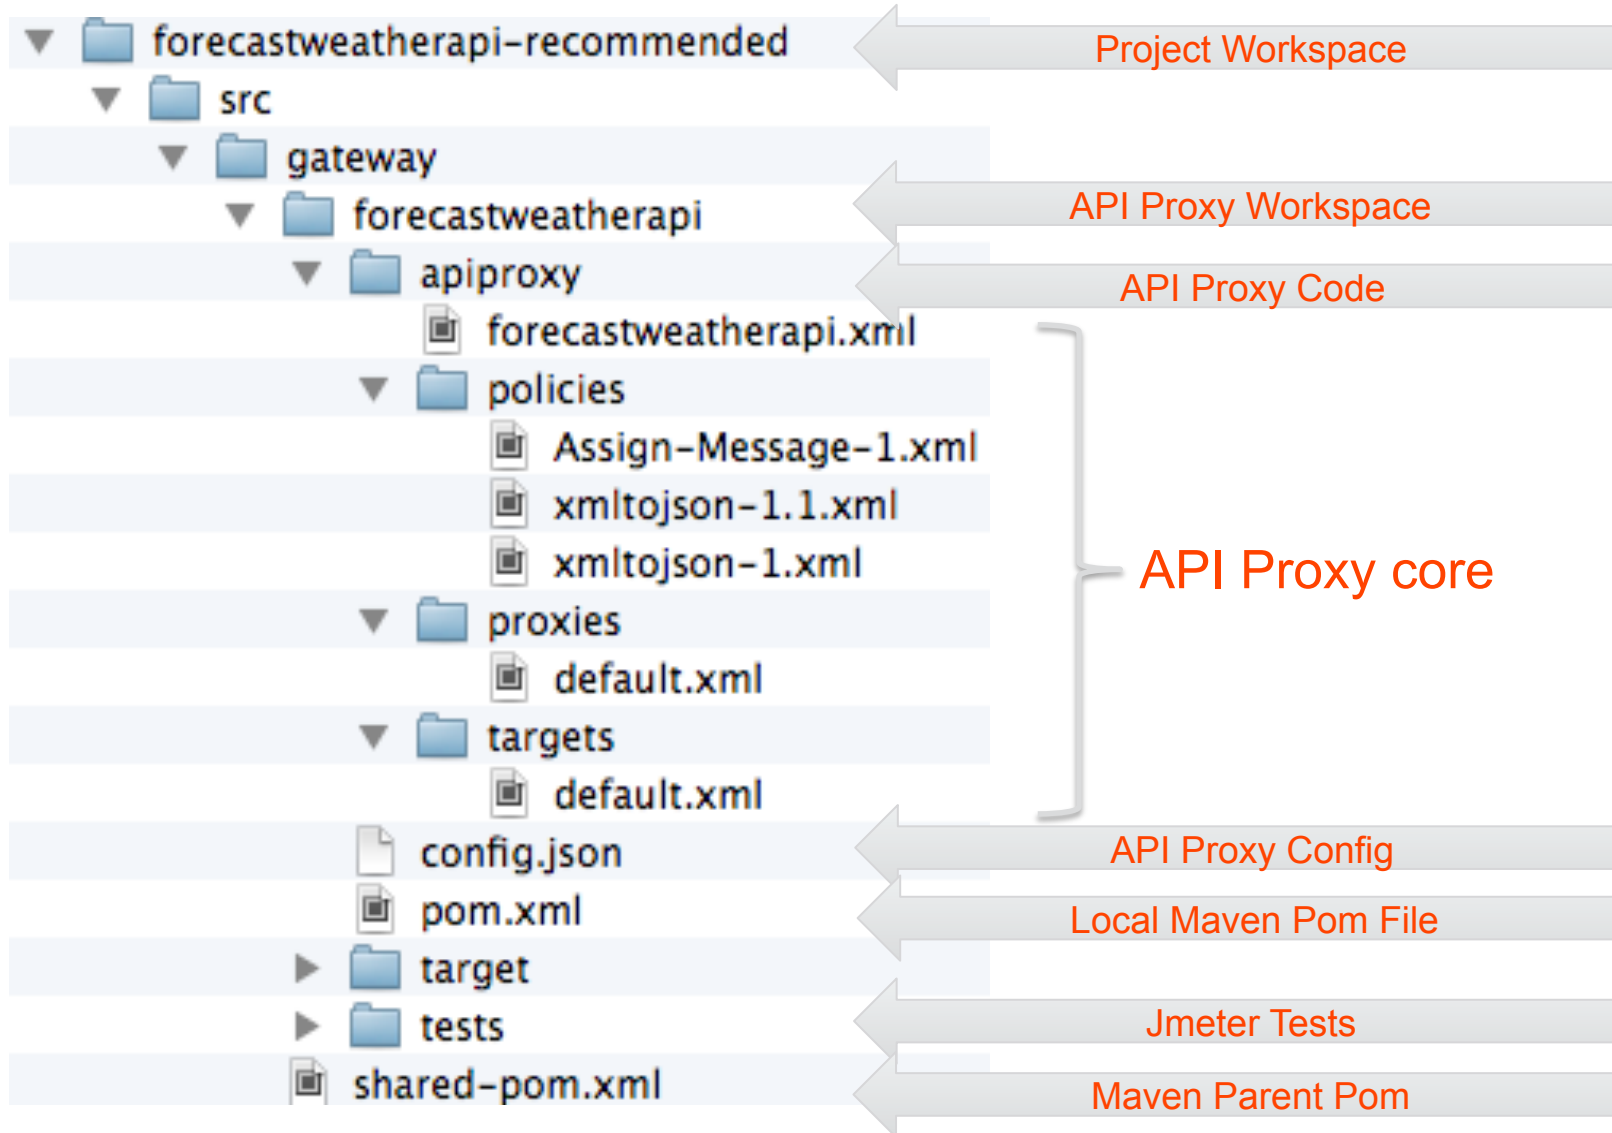 forecastweatherapi-recommended
Project Workspace
src
gateway
forecastweatherapi
API Proxy Workspace
apiproxy
API Proxy Code
forecastweatherapi.xml
policies
Assign-Message-1.xml
xmltojson-1.1.xml
xmltojson-1.xml
API Proxy core
proxies
default.xml
targets
default.xml
config.json
API Proxy Config
pom.xml
Local Maven Pom File
target
tests
Jmeter Tests
shared-pom.xml
Maven Parent Pom